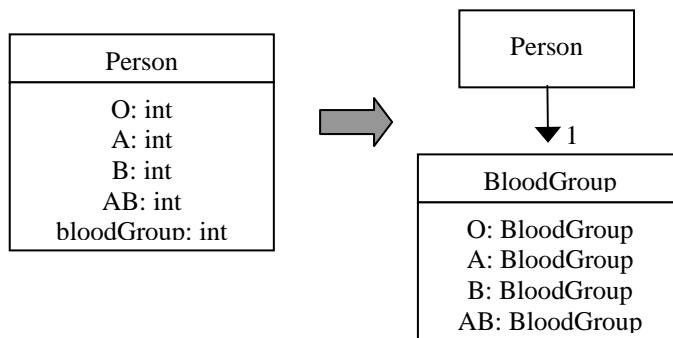 Person
O: int
A: int
B: int
AB: int
bloodGroup: int
Person
1
BloodGroup
O: BloodGroup
A: BloodGroup
B: BloodGroup
AB: BloodGroup